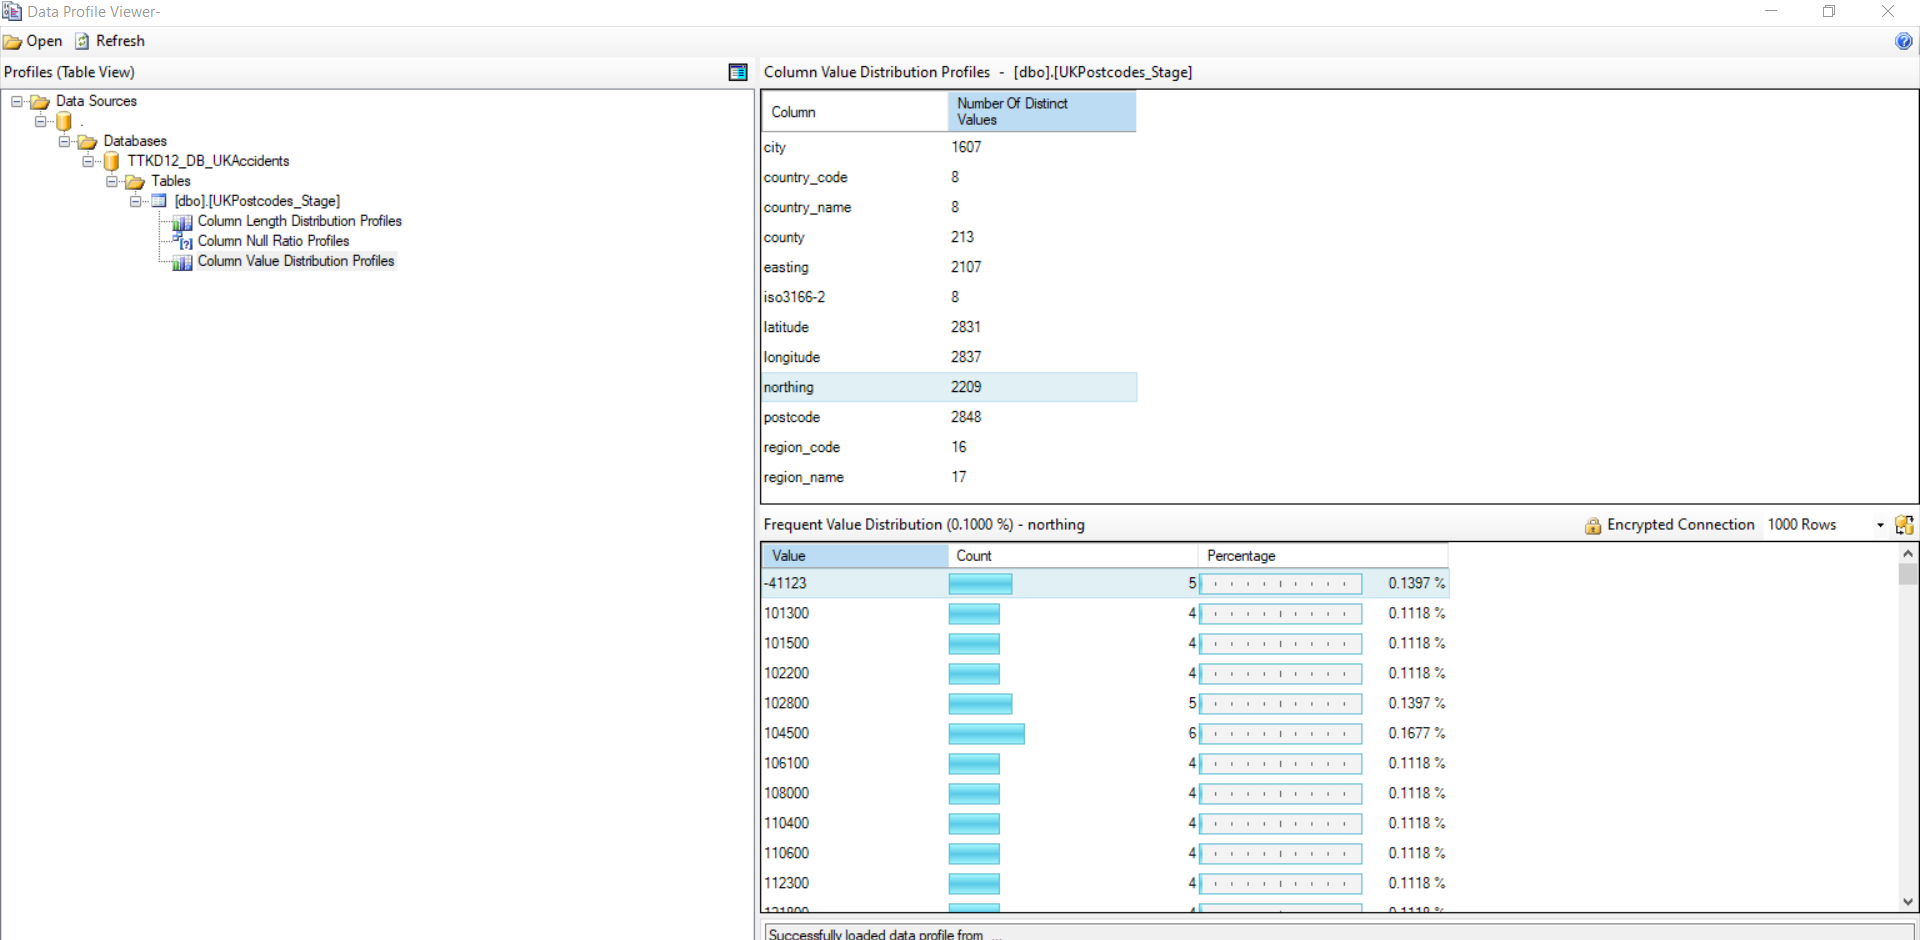 Data Profile Viewer-
Open Refresh
Profiles (Table View)
Data Sources
.
Databases
TTKD12_DB_UKAccidents
Tables
[dbo].[UKPostcodes_Stage]
Column Length Distribution Profiles
Column Null Ratio Profiles
Column Value Distribution Profiles
Column Value Distribution Profiles - [dbo].[UKPostcodes_Stage]
Column Number Of Distinct Values
city 1607
country_code 8
country_name 8
county 213
easting 2107
iso3166-2 8
latitude 2831
longitude 2837
northing 2209
postcode 2848
region_code 16
region_name 17
Frequent Value Distribution (0.1000 %) - northing Encrypted Connection 1000 Rows
Value Count Percentage
-41123 5 0.1397 %
101300 4 0.1118 %
101500 4 0.1118 %
102200 4 0.1118 %
102800 5 0.1397 %
104500 6 0.1677 %
106100 4 0.1118 %
108000 4 0.1118 %
110400 4 0.1118 %
110600 4 0.1118 %
112300 4 0.1118 %
Successfully loaded data profile from ...